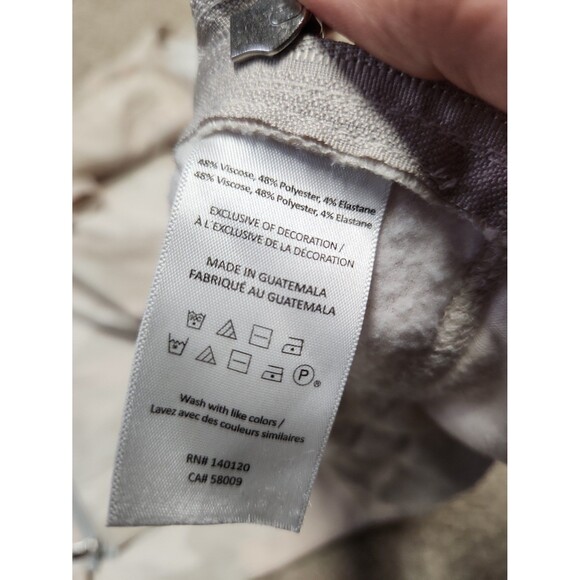 48% Viscose, 48% Polyester, 4% Elastane
48% Viscose, 48% Polyester, 4% Elastane
EXCLUSIVE OF DECORATION /
À L'EXCLUSIVE DE LA DÉCORATION
MADE IN GUATEMALA
FABRIQUÉ AU GUATEMALA
P®
Wash with like colors /
Lavez avec des couleurs similaires
RN# 140120
CA# 58009